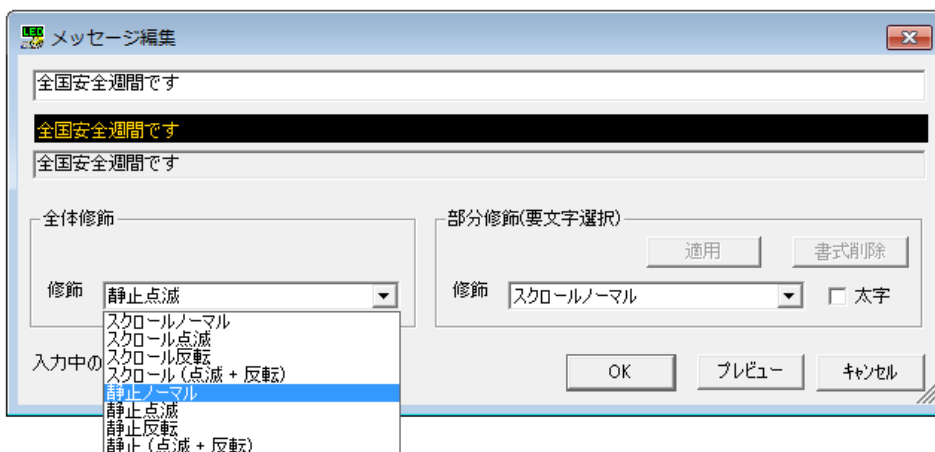 LED
メッセージ編集
全国安全週間です
全国安全週間です
全国安全週間です
全体修飾
部分修飾(要文字選択)
適用
書式削除
修飾
静止点滅
修飾
スクロールノーマル
太字
スクロールノーマル
スクロール点滅
スクロール反転
スクロール (点滅 + 反転)
静止ノーマル
静止点滅
静止反転
静止 (点滅 + 反転)
入力中の
OK
プレビュー
キャンセル